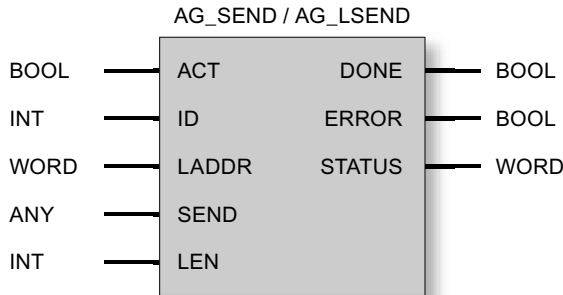 AG_SEND / AG_LSEND
BOOL ACT DONE BOOL
INT ID ERROR BOOL
WORD LADDR STATUS WORD
ANY SEND
INT LEN